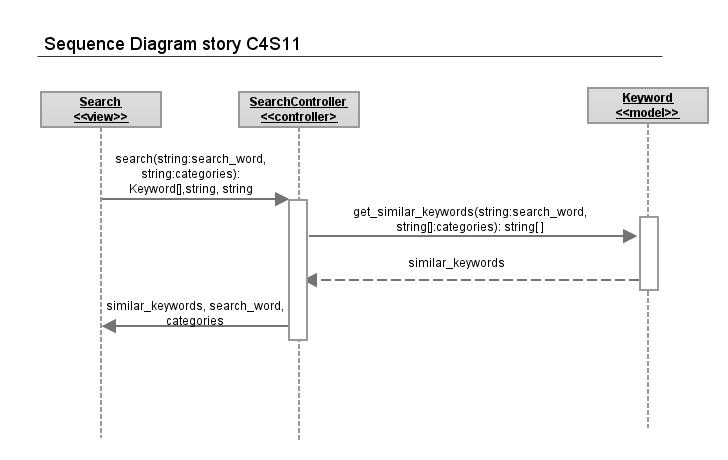 Sequence Diagram story C4S11
Search
<<view>>
SearchController
<<controller>
Keyword
<<model>>
search(string:search_word,
string:categories):
Keyword[],string, string
get_similar_keywords(string:search_word,
string[]:categories): string[ ]
similar_keywords
similar_keywords, search_word,
categories